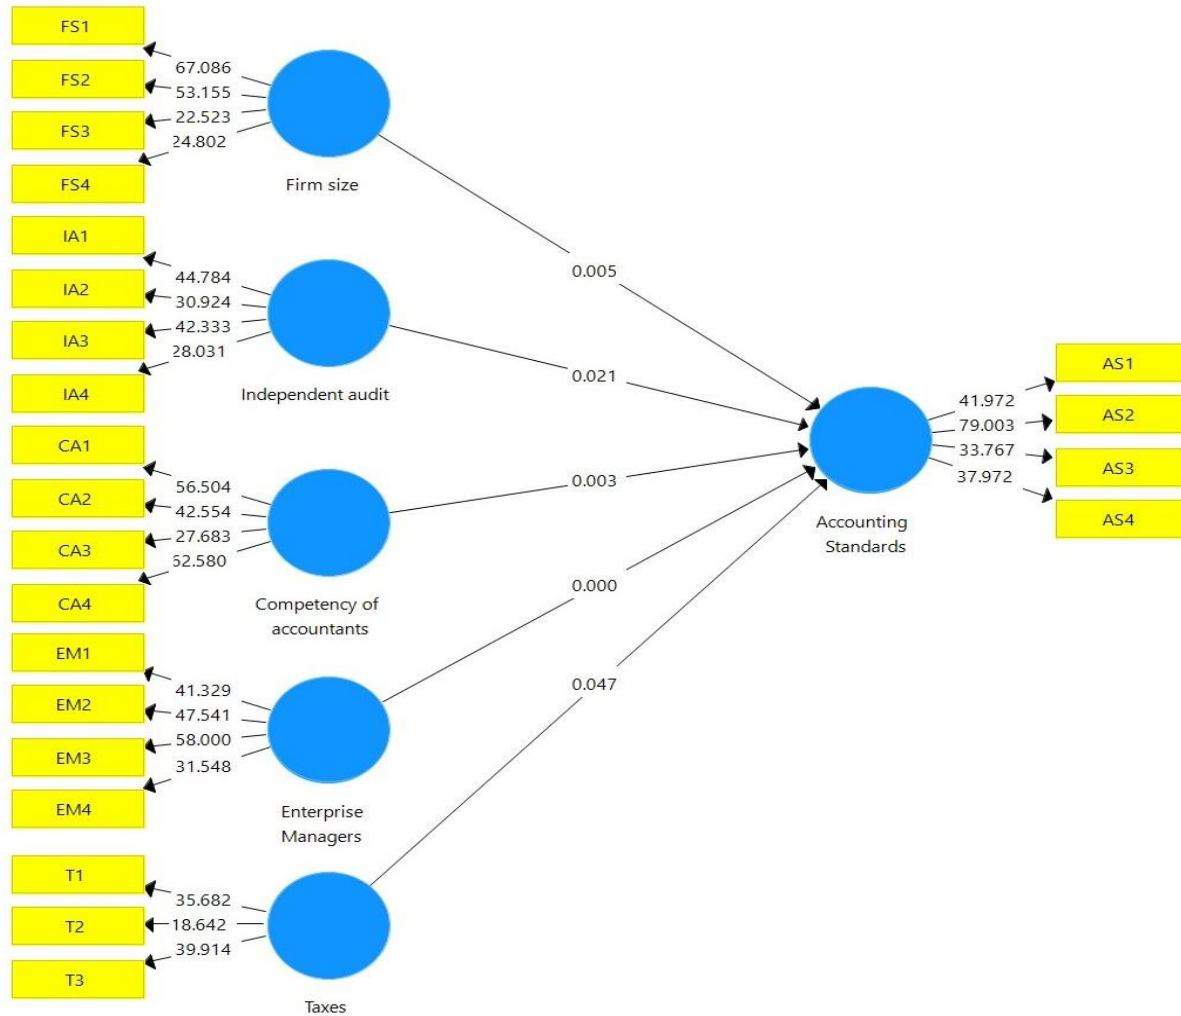 FS1
FS2
FS3
FS4
67.086
53.155
22.523
24.802
Firm size
IA1
IA2
IA3
IA4
44.784
30.924
42.333
28.031
Independent audit
CA1
CA2
CA3
CA4
56.504
42.554
27.683
52.580
Competency of
accountants
EM1
EM2
EM3
EM4
41.329
47.541
58.000
31.548
Enterprise
Managers
T1
T2
T3
35.682
18.642
39.914
Taxes
0.005
0.021
0.003
0.000
0.047
Accounting
Standards
41.972
79.003
33.767
37.972
AS1
AS2
AS3
AS4